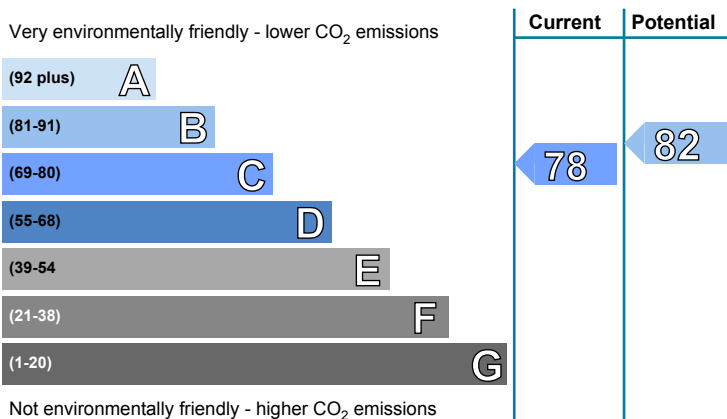 Current Potential
Very environmentally friendly - lower CO2 emissions
(92 plus) A
(81-91) B
(69-80) C
(55-68) D
(39-54 E
(21-38) F
(1-20) G
78
82
Not environmentally friendly - higher CO2 emissions